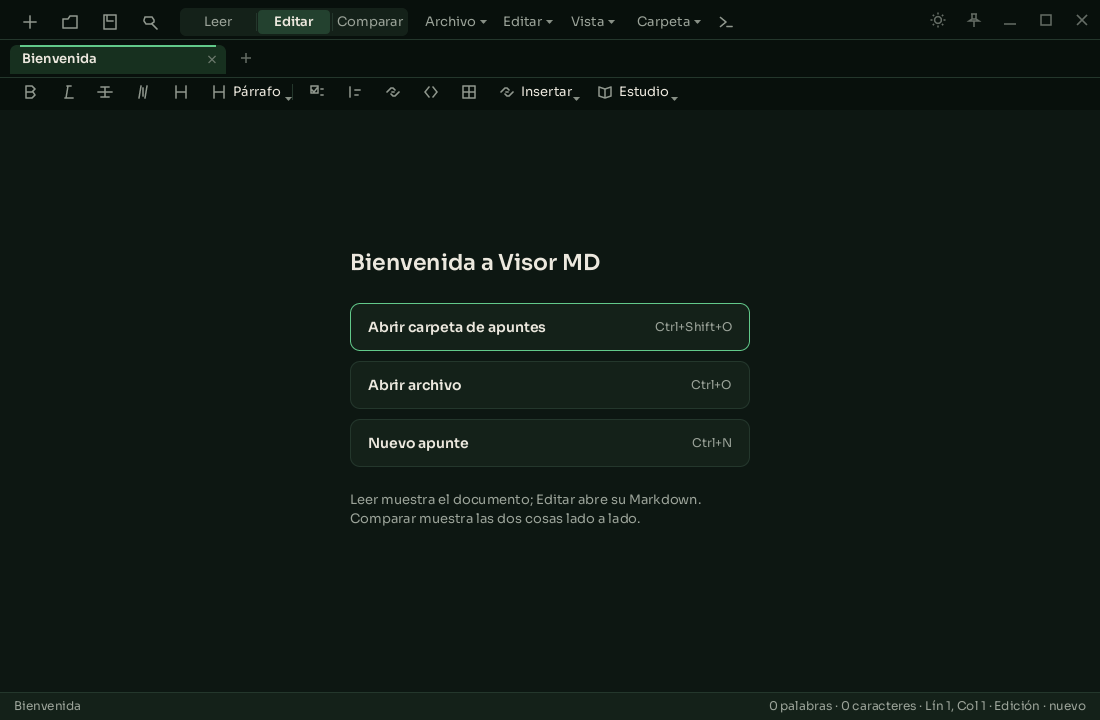 Leer Editar Comparar Archivo Editar Vista Carpeta
Bienvenida
Párrafo Insertar Estudio
Bienvenida a Visor MD
Abrir carpeta de apuntes Ctrl+Shift+O
Abrir archivo Ctrl+O
Nuevo apunte Ctrl+N
Leer muestra el documento; Editar abre su Markdown.
Comparar muestra las dos cosas lado a lado.
Bienvenida 0 palabras · 0 caracteres · Lín 1, Col 1 · Edición · nuevo